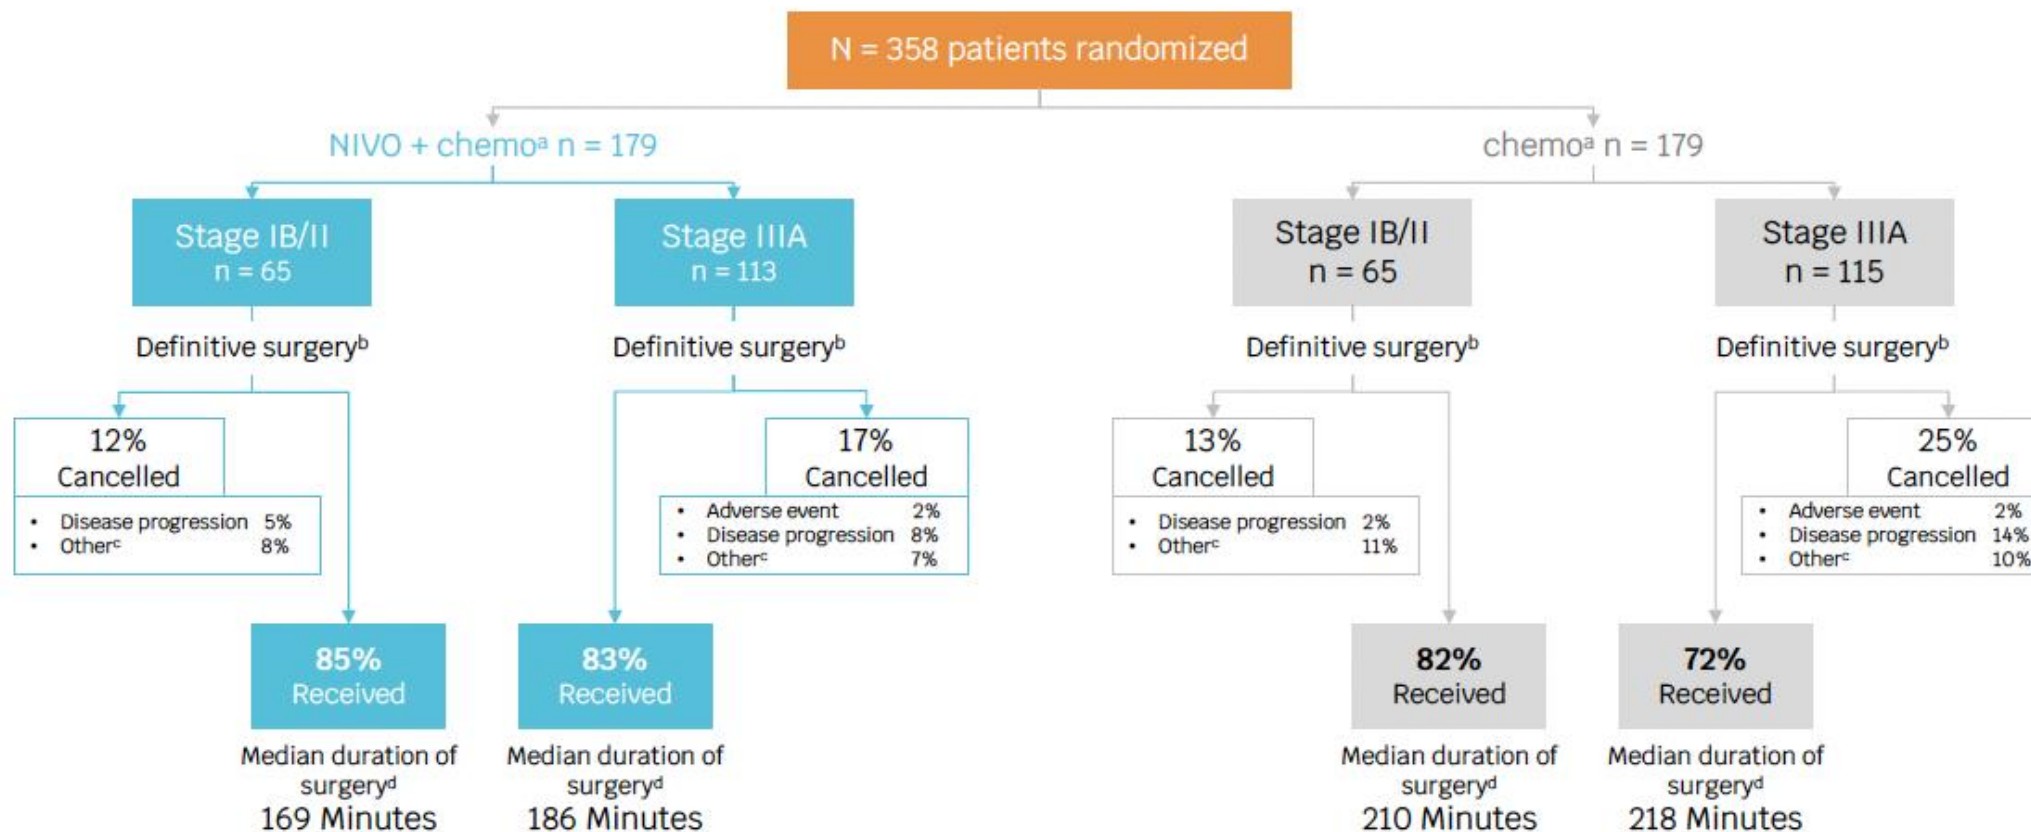 N = 358 patients randomized
NIVO + chemoᵃ n = 179
chemoᵃ n = 179
Stage IB/II
n = 65
Stage IIIA
n = 113
Stage IB/II
n = 65
Stage IIIA
n = 115
Definitive surgeryᵇ
Definitive surgeryᵇ
Definitive surgeryᵇ
Definitive surgeryᵇ
12%
Cancelled
• Disease progression 5%
• Otherᶜ 8%
17%
Cancelled
• Adverse event 2%
• Disease progression 8%
• Otherᶜ 7%
13%
Cancelled
• Disease progression 2%
• Otherᶜ 11%
25%
Cancelled
• Adverse event 2%
• Disease progression 14%
• Otherᶜ 10%
85%
Received
83%
Received
82%
Received
72%
Received
Median duration of
surgeryᵈ
169 Minutes
Median duration of
surgeryᵈ
186 Minutes
Median duration of
surgeryᵈ
210 Minutes
Median duration of
surgeryᵈ
218 Minutes